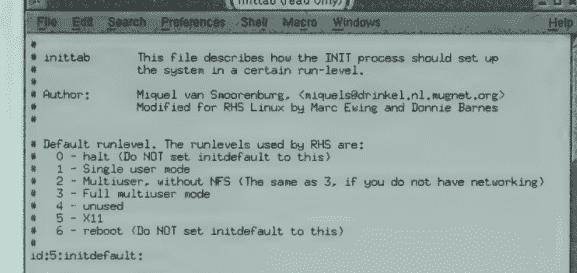 inittab (read only)
File Edit Search Preferences Shell Macro Windows Help
#
# inittab This file describes how the INIT process should set up
# the system in a certain run-level.
#
# Author: Miquel van Smoorenburg, <miquels@drinkel.nl.mugnet.org>
# Modified for RHS Linux by Marc Ewing and Donnie Barnes
#
# Default runlevel. The runlevels used by RHS are:
# 0 - halt (Do NOT set initdefault to this)
# 1 - Single user mode
# 2 - Multiuser, without NFS (The same as 3, if you do not have networking)
# 3 - Full multiuser mode
# 4 - unused
# 5 - X11
# 6 - reboot (Do NOT set initdefault to this)
#
id:5:initdefault: